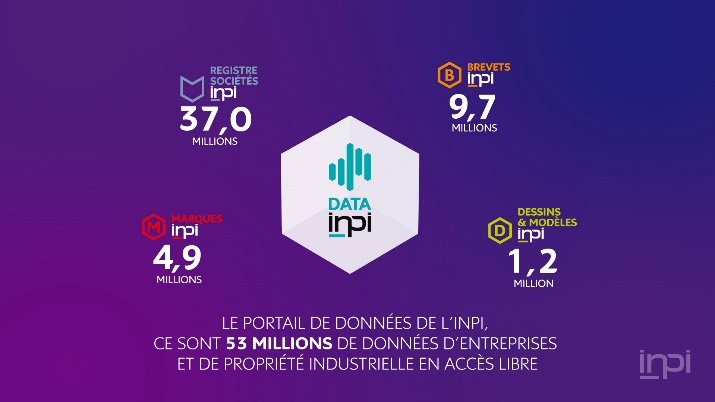 REGISTRE
SOCIÉTÉS
inpi
37,0
MILLIONS
B BREVETS
inpi
9,7
MILLIONS
DATA
inpi
M MARQUES
inpi
4,9
MILLIONS
D DESSINS
& MODÈLES
inpi
1,2
MILLION
LE PORTAIL DE DONNÉES DE L'INPI,
CE SONT 53 MILLIONS DE DONNÉES D'ENTREPRISES
ET DE PROPRIÉTÉ INDUSTRIELLE EN ACCÈS LIBRE
inpi